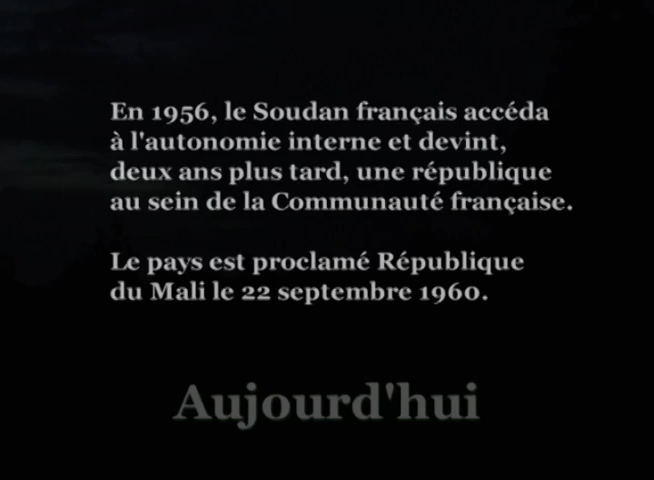 En 1956, le Soudan français accéda
à l'autonomie interne et devint,
deux ans plus tard, une république
au sein de la Communauté française.
Le pays est proclamé République
du Mali le 22 septembre 1960.
Aujourd'hui